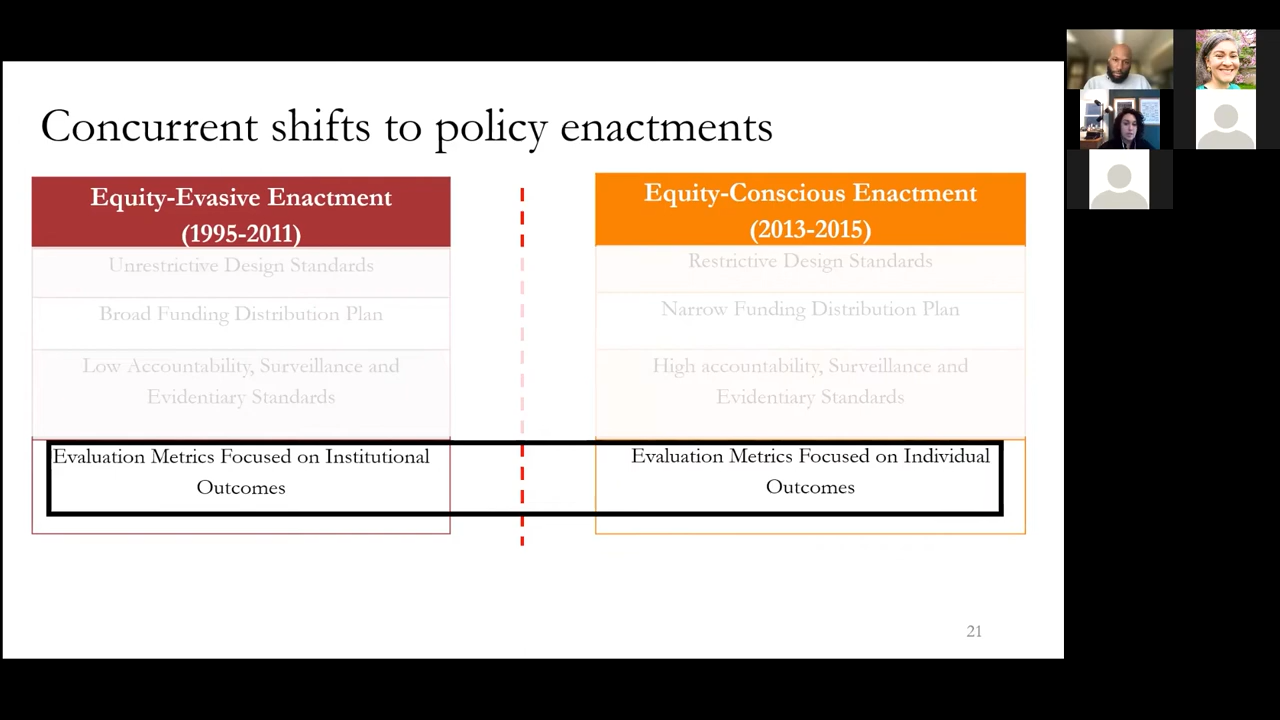 Concurrent shifts to policy enactments
Equity-Evasive Enactment
(1995-2011)
Unrestrictive Design Standards
Broad Funding Distribution Plan
Low Accountability, Surveillance and
Evidentiary Standards
Evaluation Metrics Focused on Institutional
Outcomes
Equity-Conscious Enactment
(2013-2015)
Restrictive Design Standards
Narrow Funding Distribution Plan
High accountability, Surveillance and
Evidentiary Standards
Evaluation Metrics Focused on Individual
Outcomes
21